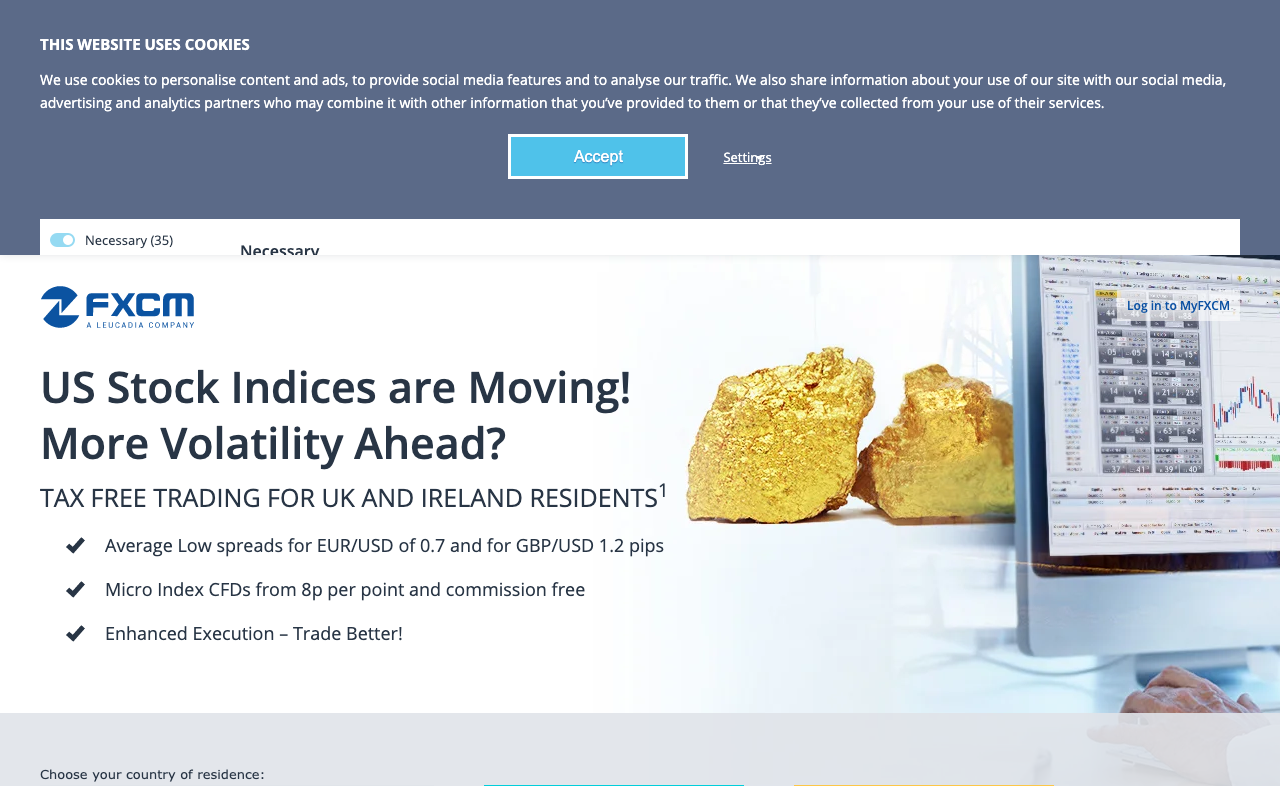 THIS WEBSITE USES COOKIES
We use cookies to personalise content and ads, to provide social media features and to analyse our traffic. We also share information about your use of our site with our social media,
advertising and analytics partners who may combine it with other information that you’ve provided to them or that they’ve collected from your use of their services.
Accept
Settings
Necessary (35)
Necessary
FXCM
A LEUCADIA COMPANY
Log in to MyFXCM
US Stock Indices are Moving!
More Volatility Ahead?
TAX FREE TRADING FOR UK AND IRELAND RESIDENTS1
Average Low spreads for EUR/USD of 0.7 and for GBP/USD 1.2 pips
Micro Index CFDs from 8p per point and commission free
Enhanced Execution – Trade Better!
Choose your country of residence: